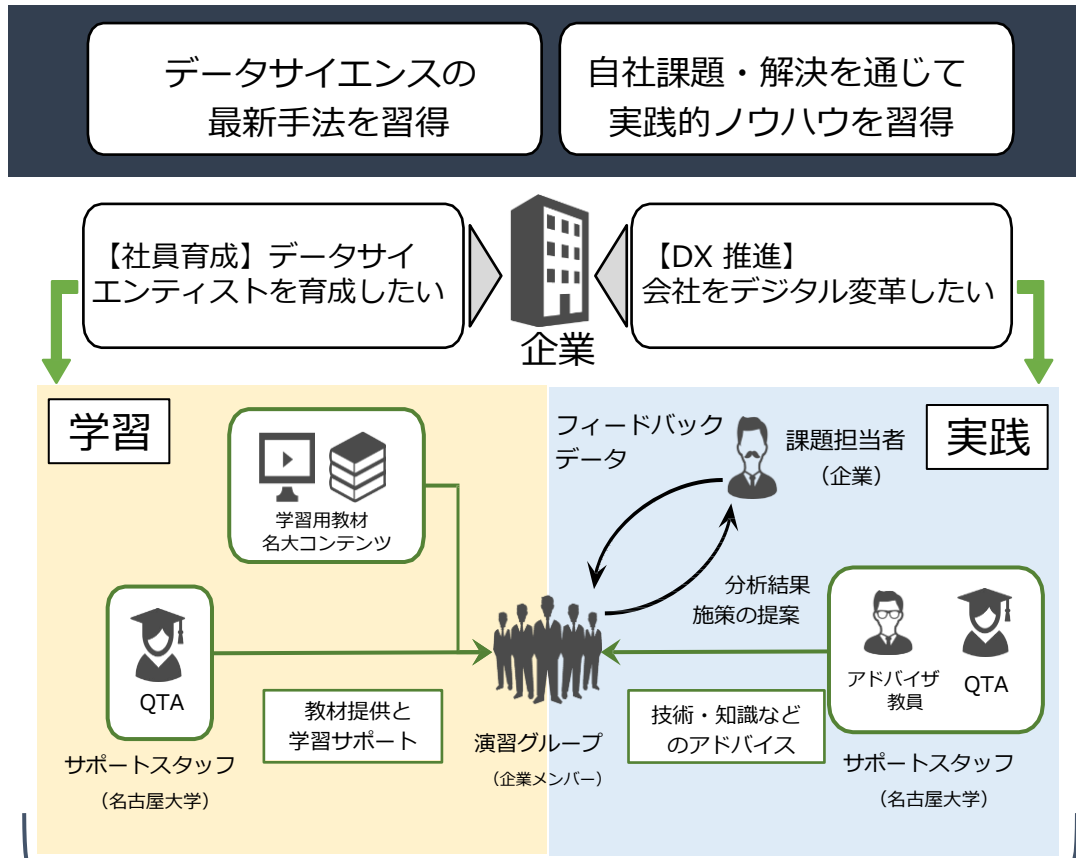 データサイエンスの
最新手法を習得
自社課題・解決を通じて
実践的ノウハウを習得
【社員育成】データサイ
エンティストを育成したい
企業
【DX 推進】
会社をデジタル変革したい
学習
学習用教材
名大コンテンツ
QTA
サポートスタッフ
（名古屋大学）
教材提供と
学習サポート
フィードバック
データ
課題担当者
（企業）
実践
分析結果
施策の提案
演習グループ
（企業メンバー）
技術・知識など
のアドバイス
アドバイザ
教員
QTA
サポートスタッフ
（名古屋大学）